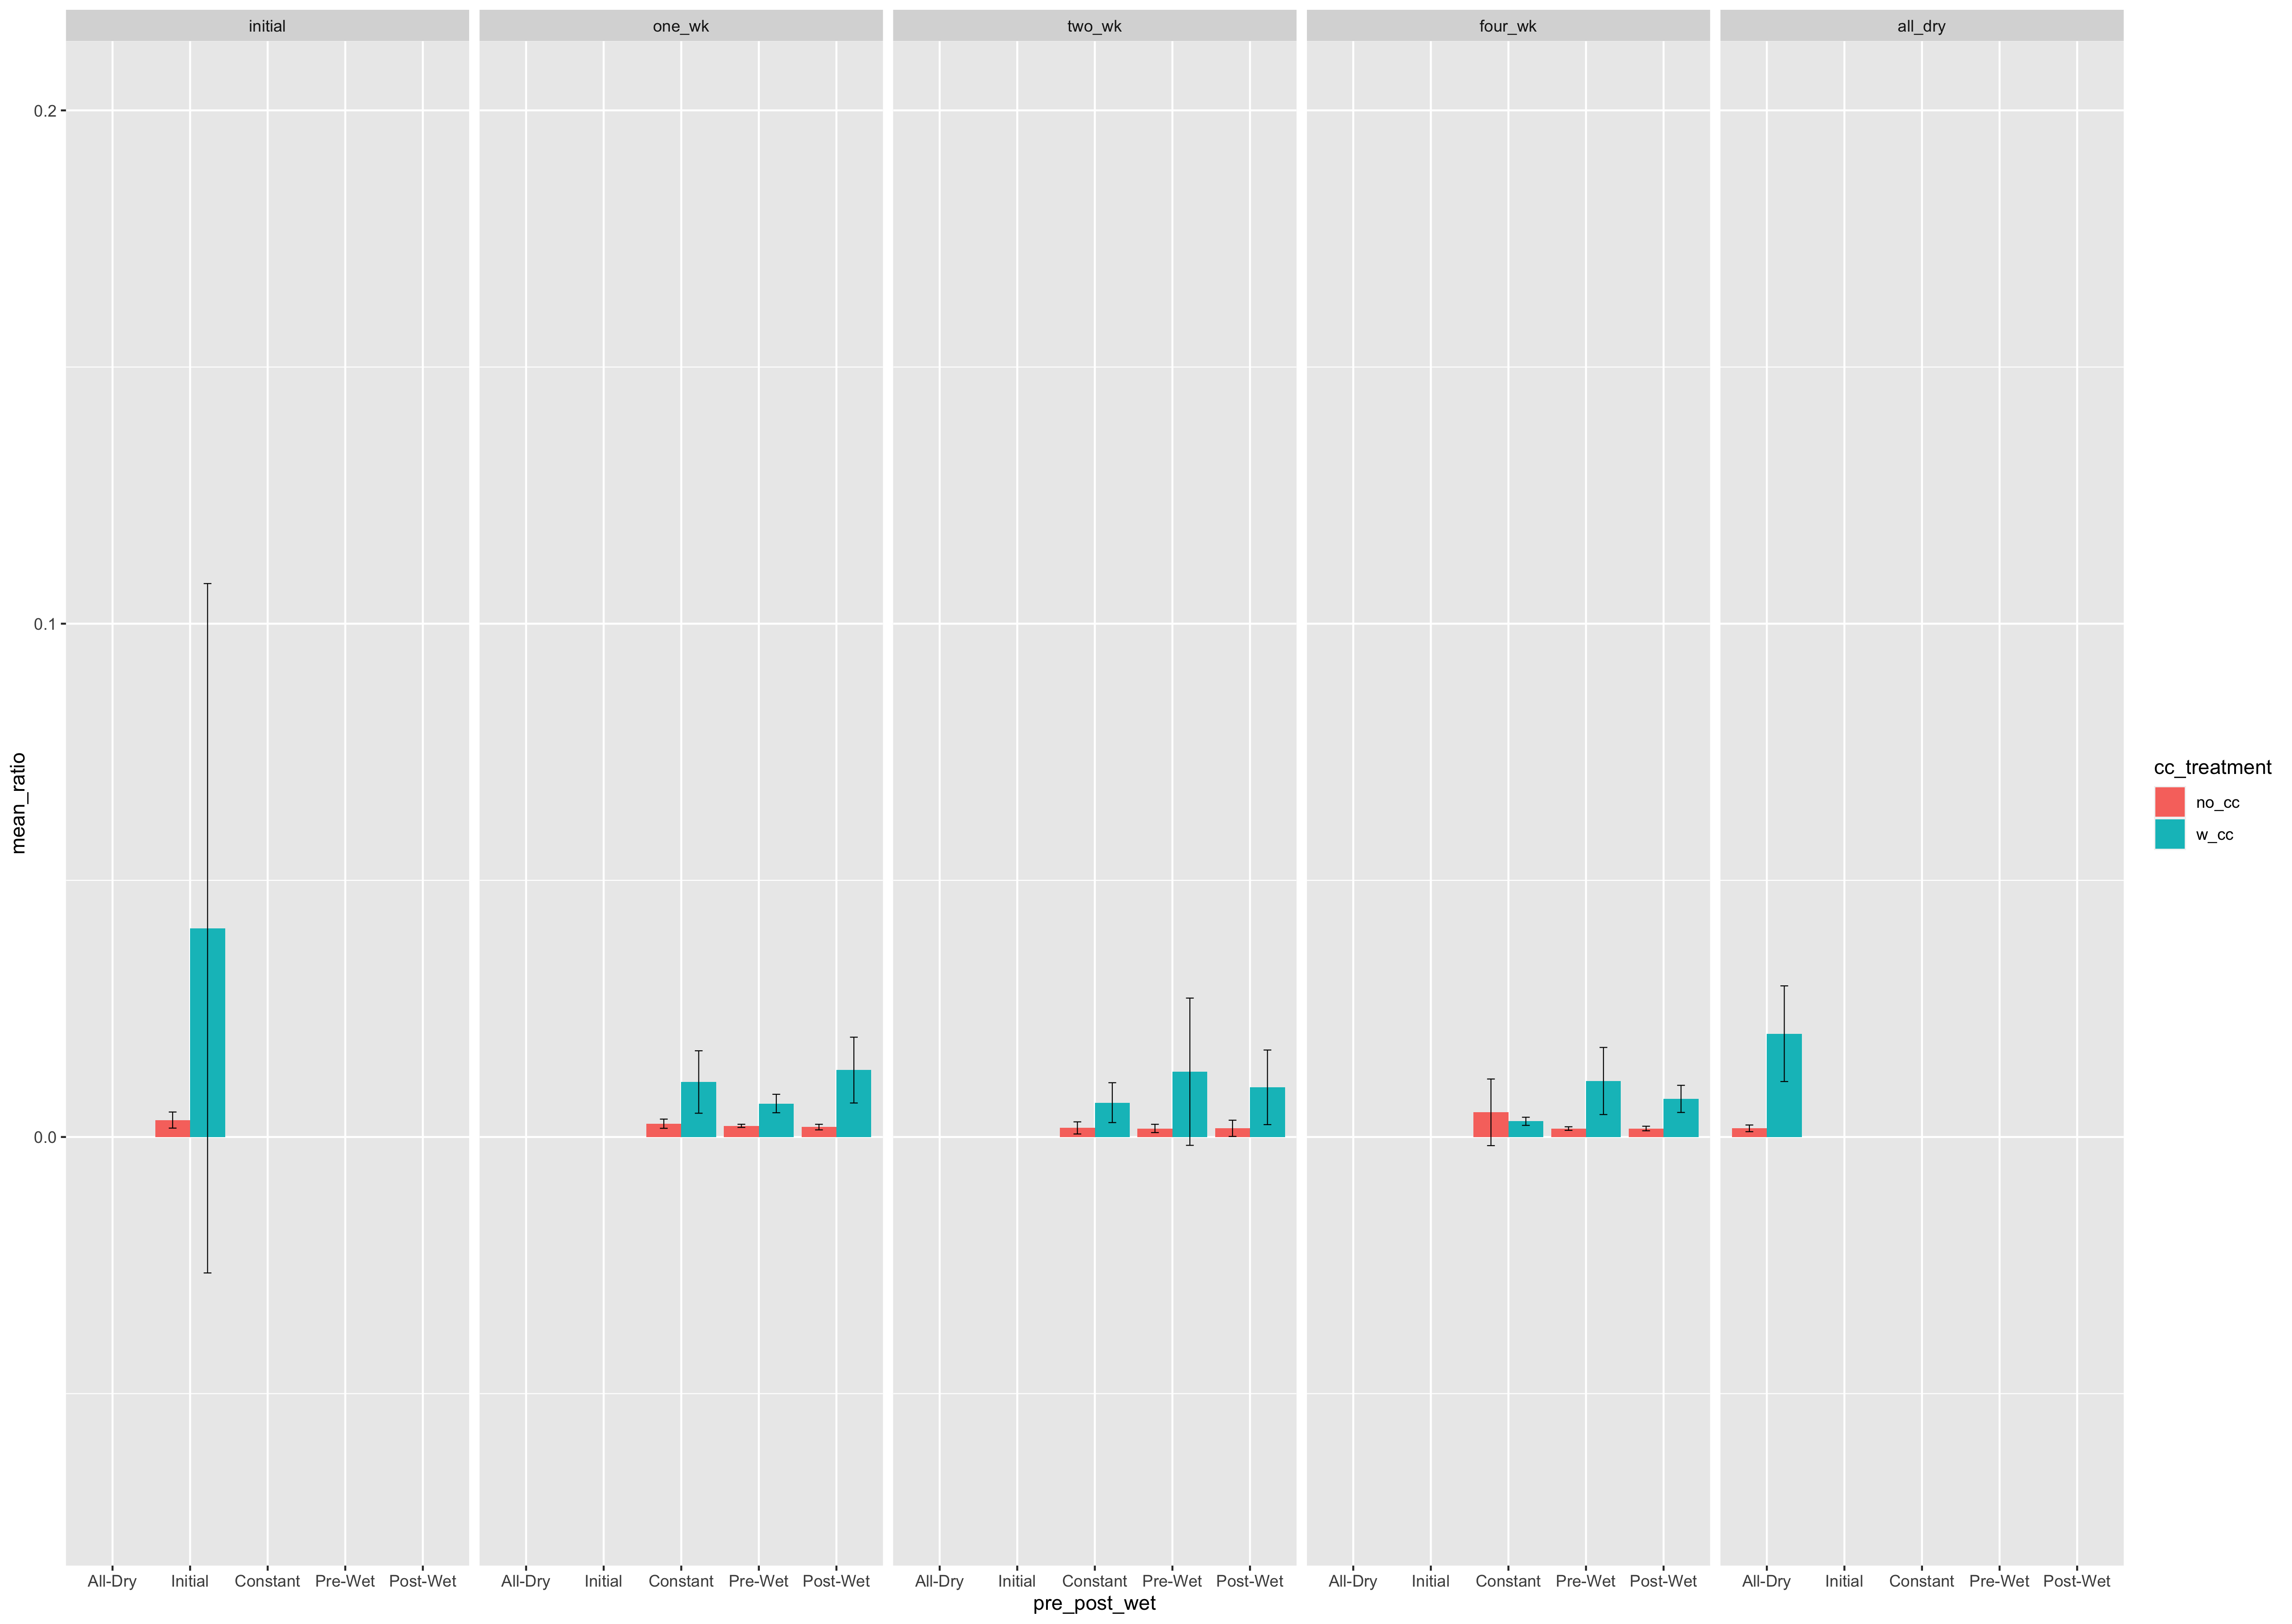 initial one_wk two_wk four_wk all_dry
0.2
0.1
0.0
mean_ratio
cc_treatment
no_cc
w_cc
All-Dry Initial Constant Pre-Wet Post-Wet All-Dry Initial Constant Pre-Wet Post-Wet All-Dry Initial Constant Pre-Wet Post-Wet All-Dry Initial Constant Pre-Wet Post-Wet All-Dry Initial Constant Pre-Wet Post-Wet
pre_post_wet